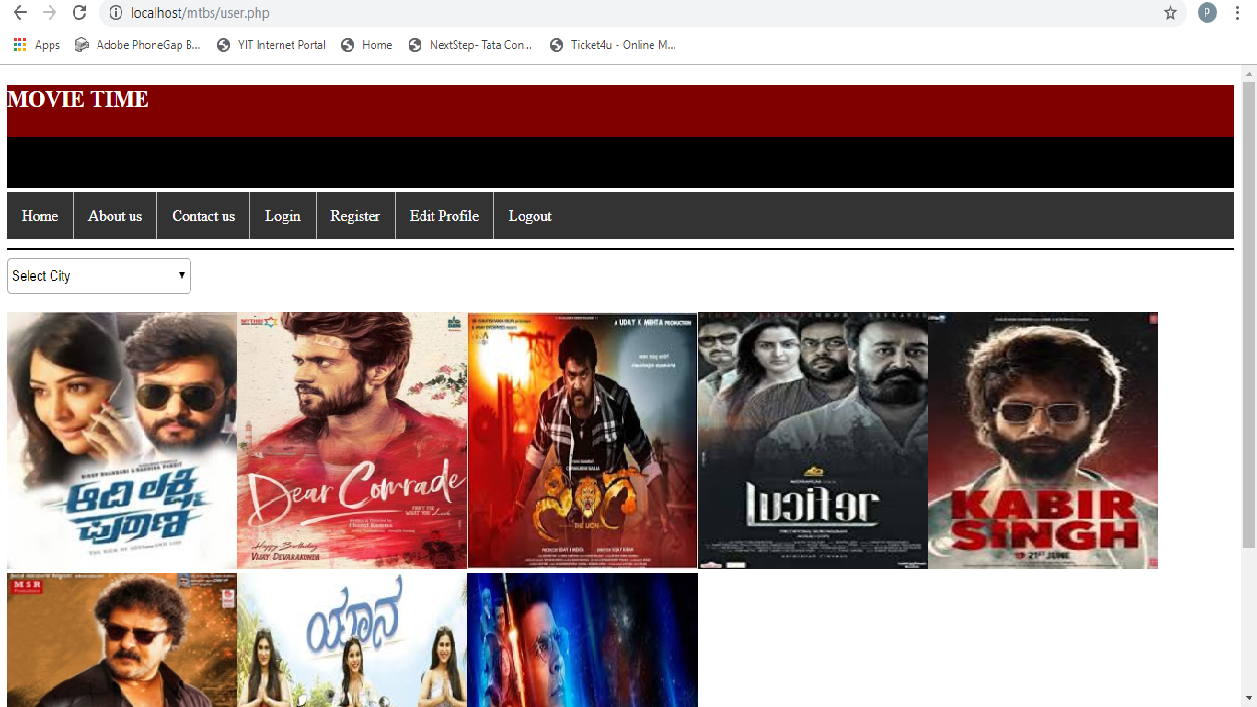 localhost/mtbs/user.php
P
Apps Adobe PhoneGap B... YIT Internet Portal Home NextStep- Tata Con... Ticket4u - Online M...
MOVIE TIME
Home About us Contact us Login Register Edit Profile Logout
Select City
ಆದಿ ಲಕ್ಷ್ಮಿ
ಪುರಾಣ
Dear Comrade
Happy Birthday
VIJAY DEVARAKONDA
A UDAY K MEHTA PRODUCTION
ಸಿಂಗ
THE LION
Lucifer
KABIR
SINGH
21ST JUNE
MSR
ಯಾನ